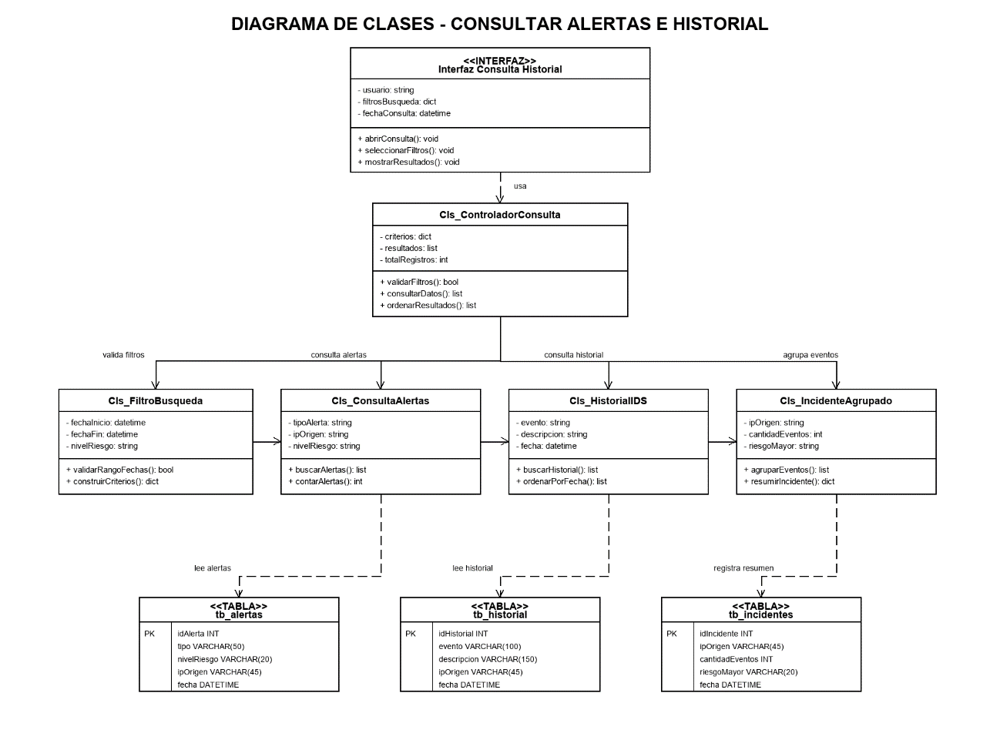 DIAGRAMA DE CLASES - CONSULTAR ALERTAS E HISTORIAL
<<INTERFAZ>>
Interfaz Consulta Historial
- usuario: string
- filtrosBusqueda: dict
- fechaConsulta: datetime
+ abrirConsulta(): void
+ seleccionarFiltros(): void
+ mostrarResultados(): void
usa
Cls_ControladorConsulta
- criterios: dict
- resultados: list
- totalRegistros: int
+ validarFiltros(): bool
+ consultarDatos(): list
+ ordenarResultados(): list
valida filtros
consulta alertas
consulta historial
agrupa eventos
Cls_FiltroBusqueda
- fechaInicio: datetime
- fechaFin: datetime
- nivelRiesgo: string
+ validarRangoFechas(): bool
+ construirCriterios(): dict
Cls_ConsultaAlertas
- tipoAlerta: string
- ipOrigen: string
- nivelRiesgo: string
+ buscarAlertas(): list
+ contarAlertas(): int
Cls_HistorialIDS
- evento: string
- descripcion: string
- fecha: datetime
+ buscarHistorial(): list
+ ordenarPorFecha(): list
Cls_IncidenteAgrupado
- ipOrigen: string
- cantidadEventos: int
- riesgoMayor: string
+ agruparEventos(): list
+ resumirIncidente(): dict
lee alertas
lee historial
registra resumen
<<TABLA>>
tb_alertas
PK idAlerta INT
tipo VARCHAR(50)
nivelRiesgo VARCHAR(20)
ipOrigen VARCHAR(45)
fecha DATETIME
<<TABLA>>
tb_historial
PK idHistorial INT
evento VARCHAR(100)
descripcion VARCHAR(150)
ipOrigen VARCHAR(45)
fecha DATETIME
<<TABLA>>
tb_incidentes
PK idIncidente INT
ipOrigen VARCHAR(45)
cantidadEventos INT
riesgoMayor VARCHAR(20)
fecha DATETIME